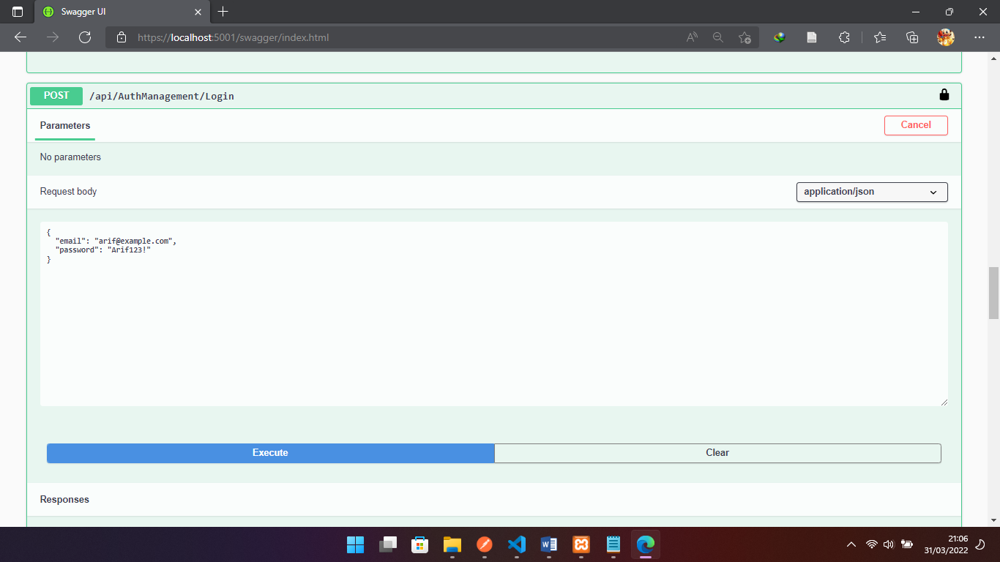 Swagger UI
https://localhost:5001/swagger/index.html
POST /api/AuthManagement/Login
Parameters
Cancel
No parameters
Request body
application/json
{
"email": "arif@example.com",
"password": "Arif123!"
}
Execute
Clear
Responses
21:06
31/03/2022